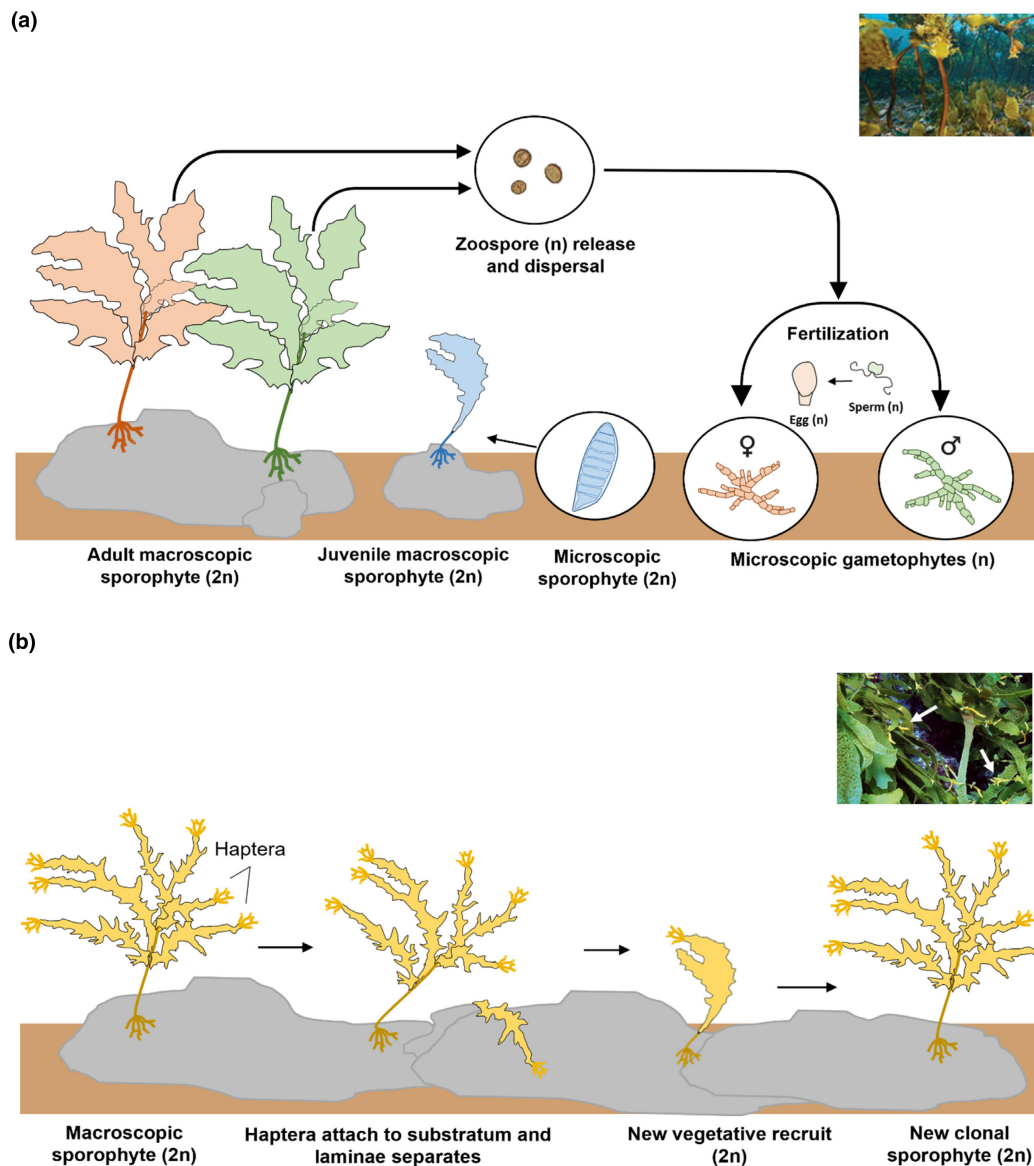 (a)
Zoospore (n) release
and dispersal
Fertilization
Egg (n)
Sperm (n)
♀
♂
Adult macroscopic
sporophyte (2n)
Juvenile macroscopic
sporophyte (2n)
Microscopic
sporophyte (2n)
Microscopic gametophytes (n)
(b)
Haptera
Macroscopic
sporophyte (2n)
Haptera attach to substratum and
laminae separates
New vegetative recruit
(2n)
New clonal
sporophyte (2n)